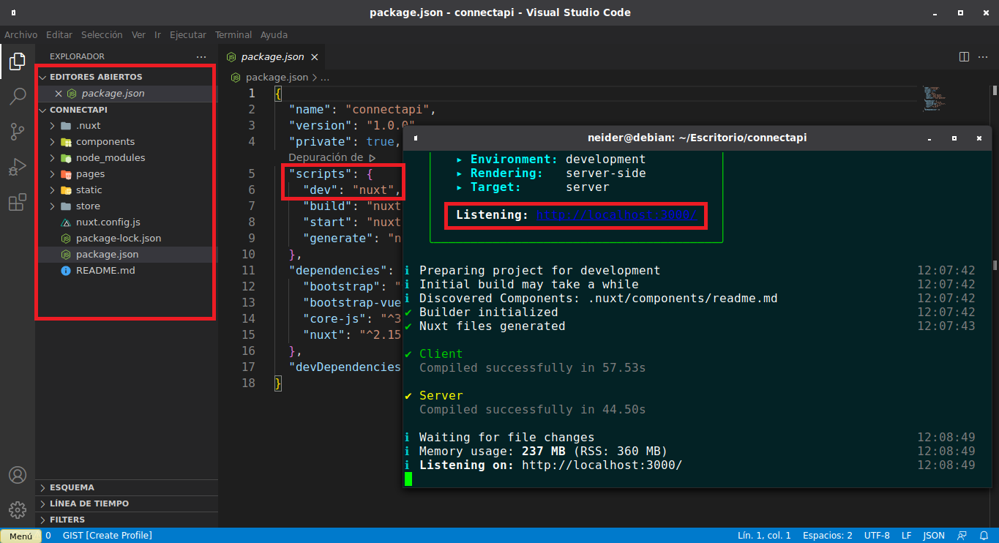 package.json - connectapi - Visual Studio Code
Archivo Editar Selección Ver Ir Ejecutar Terminal Ayuda
EXPLORADOR
EDITORES ABIERTOS
package.json
CONNECTAPI
.nuxt
components
node_modules
pages
static
store
nuxt.config.js
package-lock.json
package.json
README.md
ESQUEMA
LÍNEA DE TIEMPO
FILTERS
package.json
package.json > ...
1 {
2 "name": "connectapi",
3 "version": "1.0.0"
4 "private": true,
Depuración de
5 "scripts": {
6 "dev": "nuxt",
7 "build": "nuxt
8 "start": "nuxt
9 "generate": "n
10 },
11 "dependencies":
12 "bootstrap": "
13 "bootstrap-vue
14 "core-js": "^3
15 "nuxt": "^2.15
16 },
17 "devDependencies
18 }
neider@debian: ~/Escritorio/connectapi
▸ Environment: development
▸ Rendering: server-side
▸ Target: server
Listening: http://localhost:3000/
ℹ Preparing project for development 12:07:42
ℹ Initial build may take a while 12:07:42
ℹ Discovered Components: .nuxt/components/readme.md 12:07:42
✔ Builder initialized 12:07:42
✔ Nuxt files generated 12:07:43
✔ Client
Compiled successfully in 57.53s
✔ Server
Compiled successfully in 44.50s
ℹ Waiting for file changes 12:08:49
ℹ Memory usage: 237 MB (RSS: 360 MB) 12:08:49
ℹ Listening on: http://localhost:3000/ 12:08:49
Menú 0 GIST [Create Profile] Lín. 1, col. 1 Espacios: 2 UTF-8 LF JSON